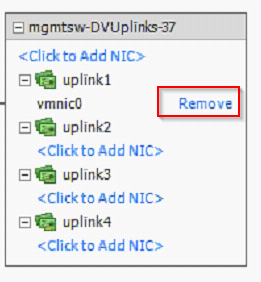 mgmtsw-DVUplinks-37
<Click to Add NIC>
uplink1
vmnic0 Remove
uplink2
<Click to Add NIC>
uplink3
<Click to Add NIC>
uplink4
<Click to Add NIC>